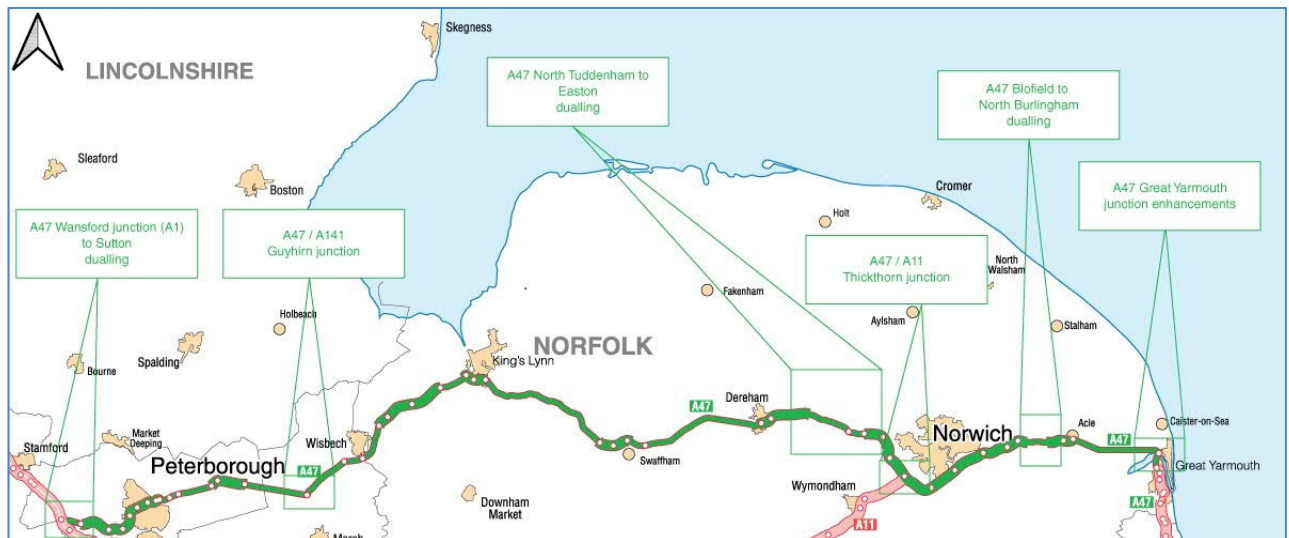 Skegness
LINCOLNSHIRE
A47 North Tuddenham to
Easton
dualling
A47 Blofield to
North Burlingham
dualling
Sleaford
Boston
Cromer
A47 Great Yarmouth
junction enhancements
A47 Wansford junction (A1)
to Sutton
dualling
A47 / A141
Guyhirn junction
Holt
A47 / A11
Thickthorn junction
North
Walsham
Fakenham
Aylsham
Stalham
Holbeach
Spalding
Bourne
NORFOLK
King's Lynn
Dereham
A47
Market
Deeping
Wisbech
Stamford
Peterborough
A47
Swaffham
Norwich
Acle
A47
Caister-on-Sea
Great Yarmouth
Wymondham
Downham
Market
A47
A11